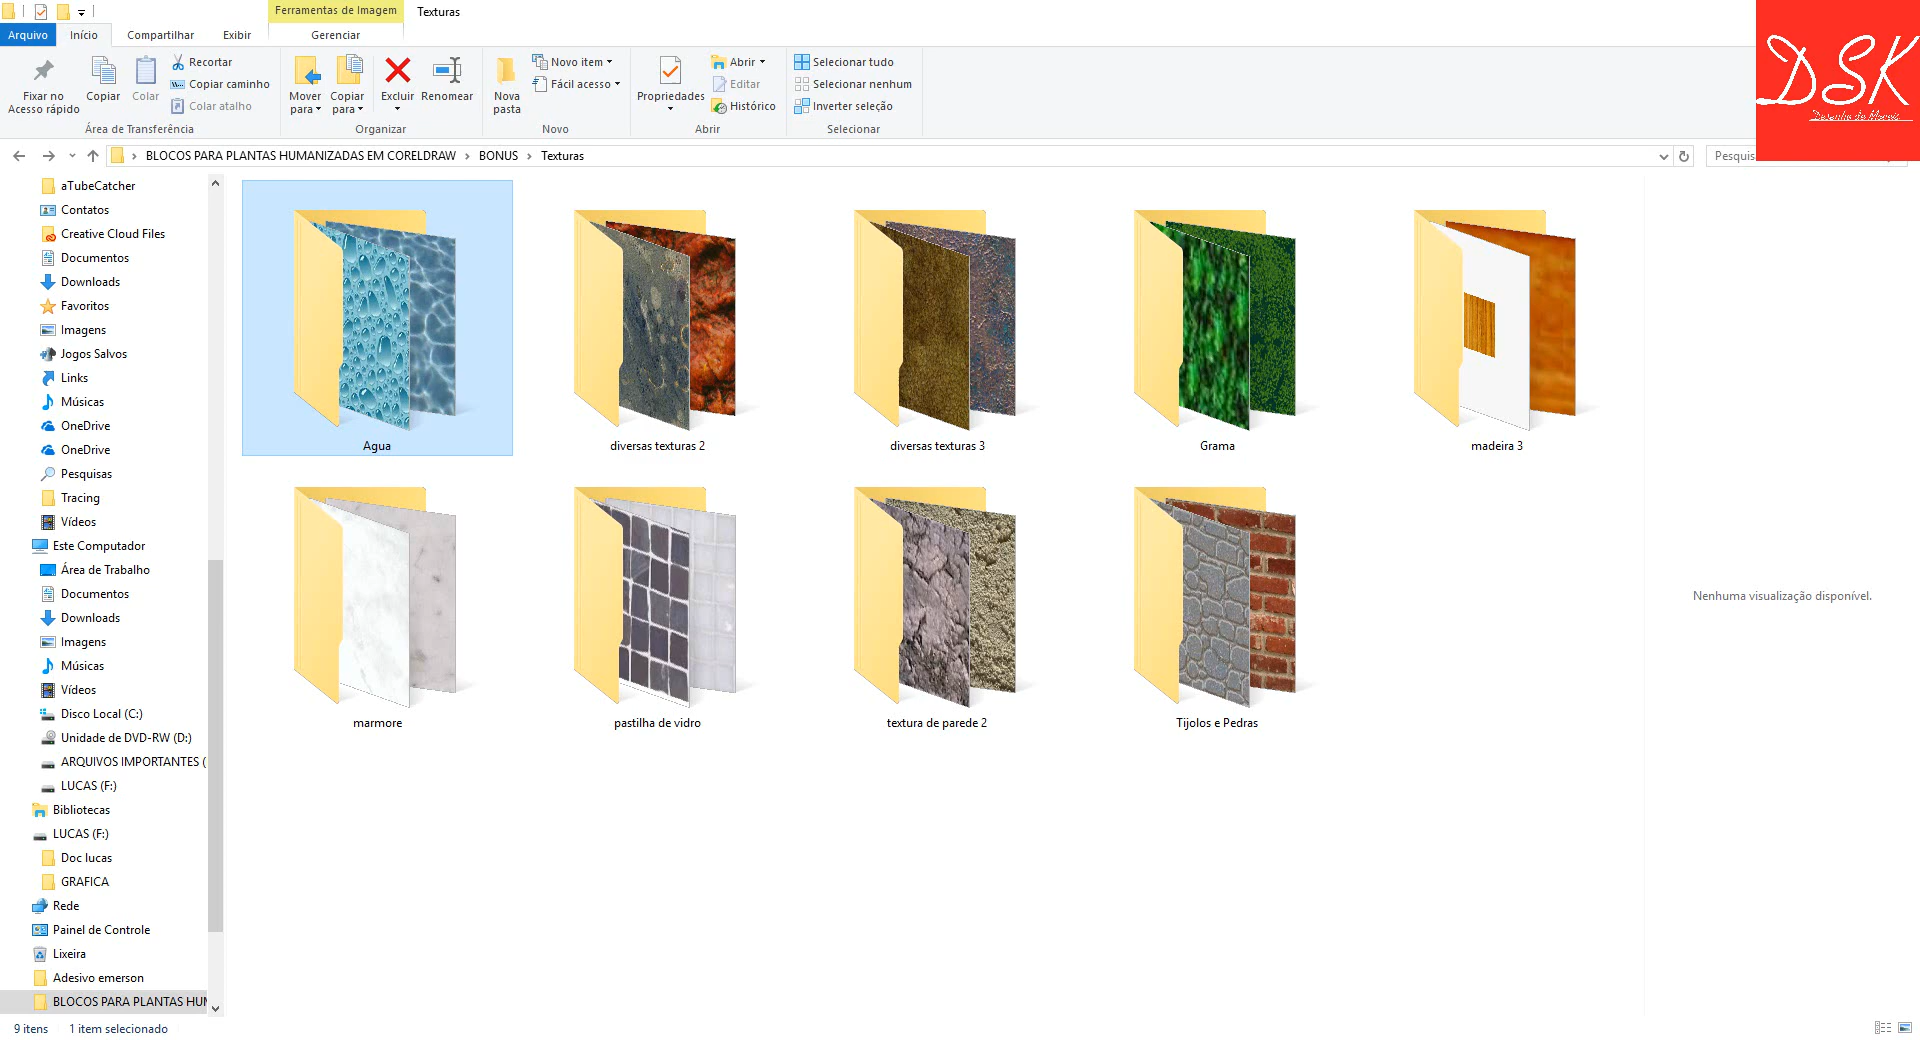 Ferramentas de Imagem
Texturas
Arquivo
Início
Compartilhar
Exibir
Gerenciar
Fixar no
Acesso rápido
Copiar
Colar
Recortar
Copiar caminho
Colar atalho
Área de Transferência
Mover
para
Copiar
para
Excluir
Renomear
Organizar
Nova
pasta
Novo item
Fácil acesso
Novo
Propriedades
Abrir
Editar
Histórico
Abrir
Selecionar tudo
Selecionar nenhum
Inverter seleção
Selecionar
DSK
Desenho de Moveis
BLOCOS PARA PLANTAS HUMANIZADAS EM CORELDRAW
BONUS
Texturas
Pesquis
aTubeCatcher
Contatos
Creative Cloud Files
Documentos
Downloads
Favoritos
Imagens
Jogos Salvos
Links
Músicas
OneDrive
OneDrive
Pesquisas
Tracing
Vídeos
Este Computador
Área de Trabalho
Documentos
Downloads
Imagens
Músicas
Vídeos
Disco Local (C:)
Unidade de DVD-RW (D:)
ARQUIVOS IMPORTANTES (
LUCAS (F:)
Bibliotecas
LUCAS (F:)
Doc lucas
GRAFICA
Rede
Painel de Controle
Lixeira
Adesivo emerson
BLOCOS PARA PLANTAS HUM
Agua
diversas texturas 2
diversas texturas 3
Grama
madeira 3
marmore
pastilha de vidro
textura de parede 2
Tijolos e Pedras
Nenhuma visualização disponível.
9 itens
1 item selecionado